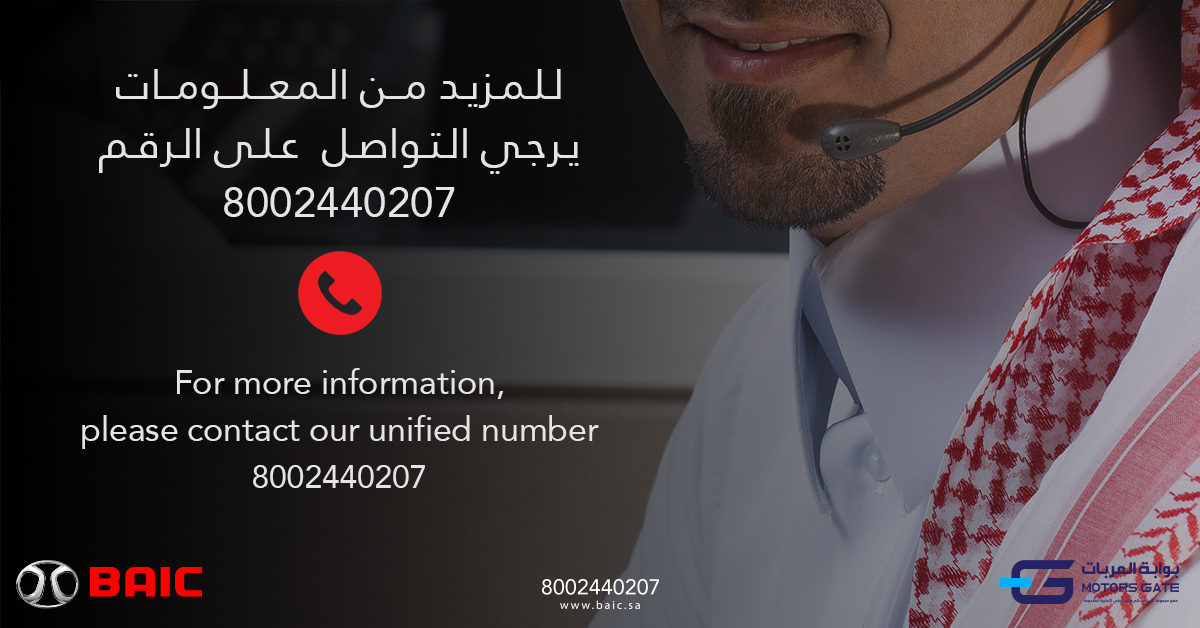 للمزيد من المعلومات
يرجي التواصل على الرقم
8002440207
For more information,
please contact our unified number
8002440207
BAIC
8002440207
www.baic.sa
بوابة المربات
MOTORS GATE